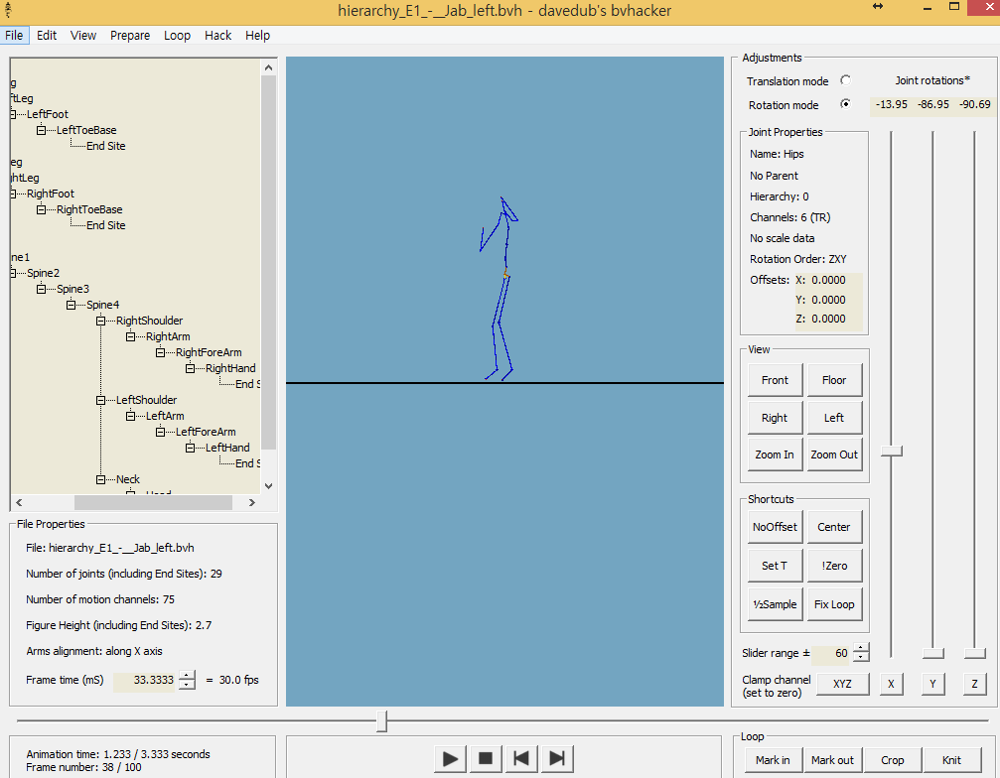 hierarchy_E1_-__Jab_left.bvh - davedub's bvhacker
File Edit View Prepare Loop Hack Help
LeftFoot
LeftToeBase
End Site
RightFoot
RightToeBase
End Site
Spine2
Spine3
Spine4
RightShoulder
RightArm
RightForeArm
RightHand
End
LeftShoulder
LeftArm
LeftForeArm
LeftHand
End
Neck
File Properties
File: hierarchy_E1_-__Jab_left.bvh
Number of joints (including End Sites): 29
Number of motion channels: 75
Figure Height (including End Sites): 2.7
Arms alignment: along X axis
Frame time (mS) 33.3333 = 30.0 fps
Animation time: 1.233 / 3.333 seconds
Frame number: 38 / 100
Adjustments
Translation mode Joint rotations*
Rotation mode -13.95 -86.95 -90.69
Joint Properties
Name: Hips
No Parent
Hierarchy: 0
Channels: 6 (TR)
No scale data
Rotation Order: ZXY
Offsets: X: 0.0000
Y: 0.0000
Z: 0.0000
View
Front Floor
Right Left
Zoom In Zoom Out
Shortcuts
NoOffset Center
Set T !Zero
½Sample Fix Loop
Slider range ± 60
Clamp channel XYZ X Y Z
(set to zero)
Loop
Mark in Mark out Crop Knit